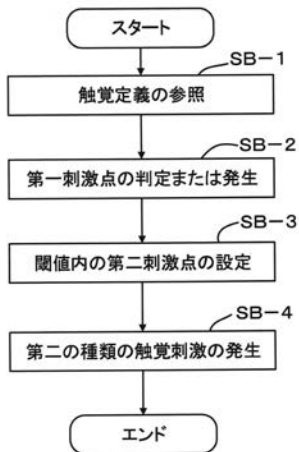 スタート
SB-1
触覚定義の参照
SB-2
第一刺激点の判定または発生
SB-3
閾値内の第二刺激点の設定
SB-4
第二の種類の触覚刺激の発生
エンド